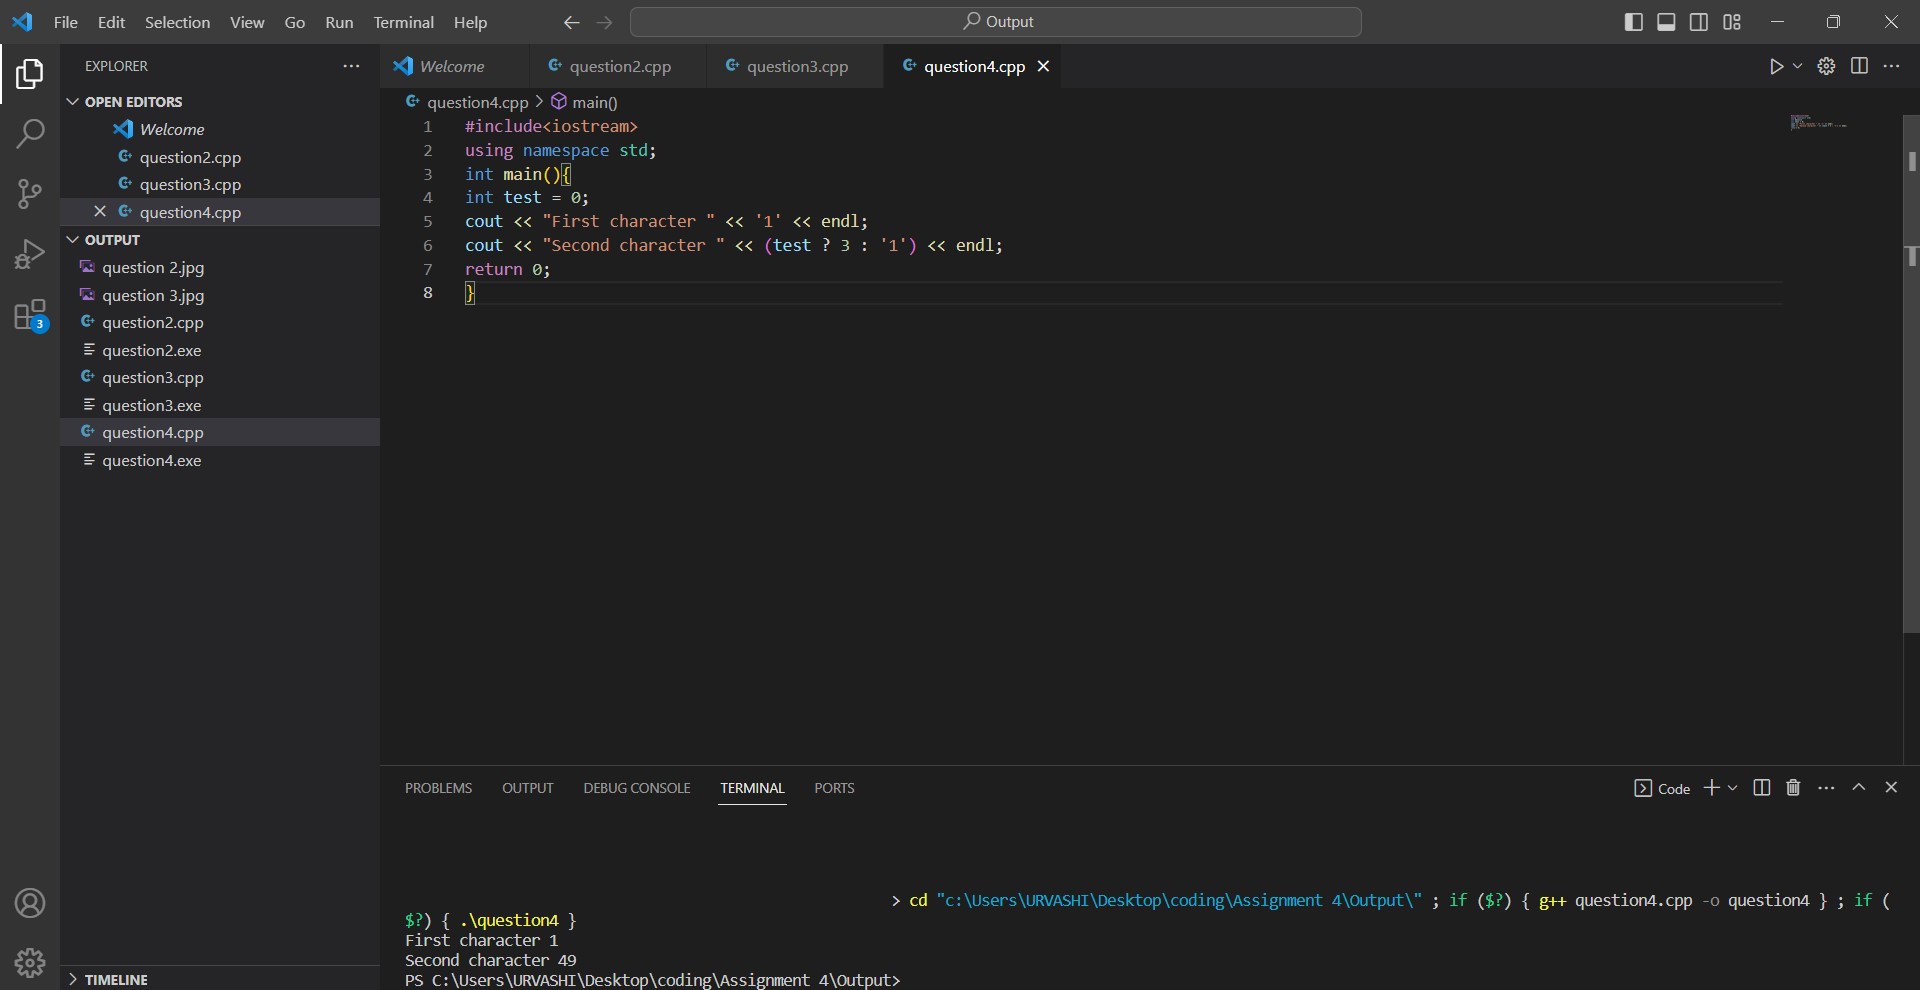 File Edit Selection View Go Run Terminal Help
Output
EXPLORER
OPEN EDITORS
Welcome
question2.cpp
question3.cpp
question4.cpp
OUTPUT
question 2.jpg
question 3.jpg
question2.cpp
question2.exe
question3.cpp
question3.exe
question4.cpp
question4.exe
3
TIMELINE
Welcome question2.cpp question3.cpp question4.cpp
question4.cpp > main()
1 #include<iostream>
2 using namespace std;
3 int main(){
4 int test = 0;
5 cout << "First character " << '1' << endl;
6 cout << "Second character " << (test ? 3 : '1') << endl;
7 return 0;
8 }
PROBLEMS OUTPUT DEBUG CONSOLE TERMINAL PORTS
Code
> cd "c:\Users\URVASHI\Desktop\coding\Assignment 4\Output\" ; if ($?) { g++ question4.cpp -o question4 } ; if (
$?) { .\question4 }
First character 1
Second character 49
PS C:\Users\URVASHI\Desktop\coding\Assignment 4\Output>